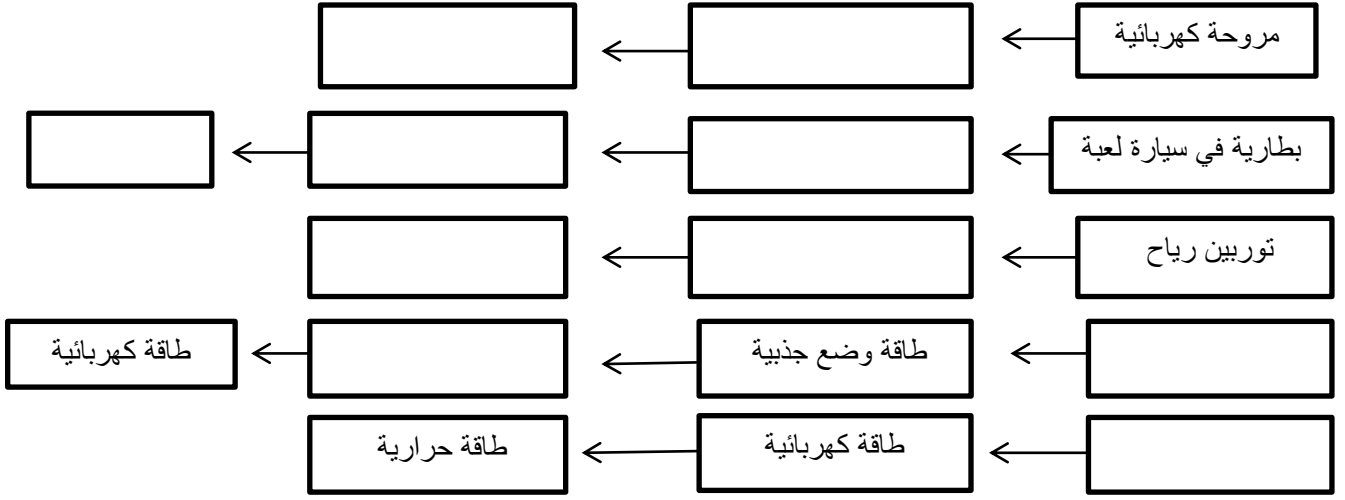 مروحة كهربائية
بطارية في سيارة لعبة
توربين رياح
طاقة وضع جذبية
طاقة كهربائية
طاقة كهربائية
طاقة حرارية